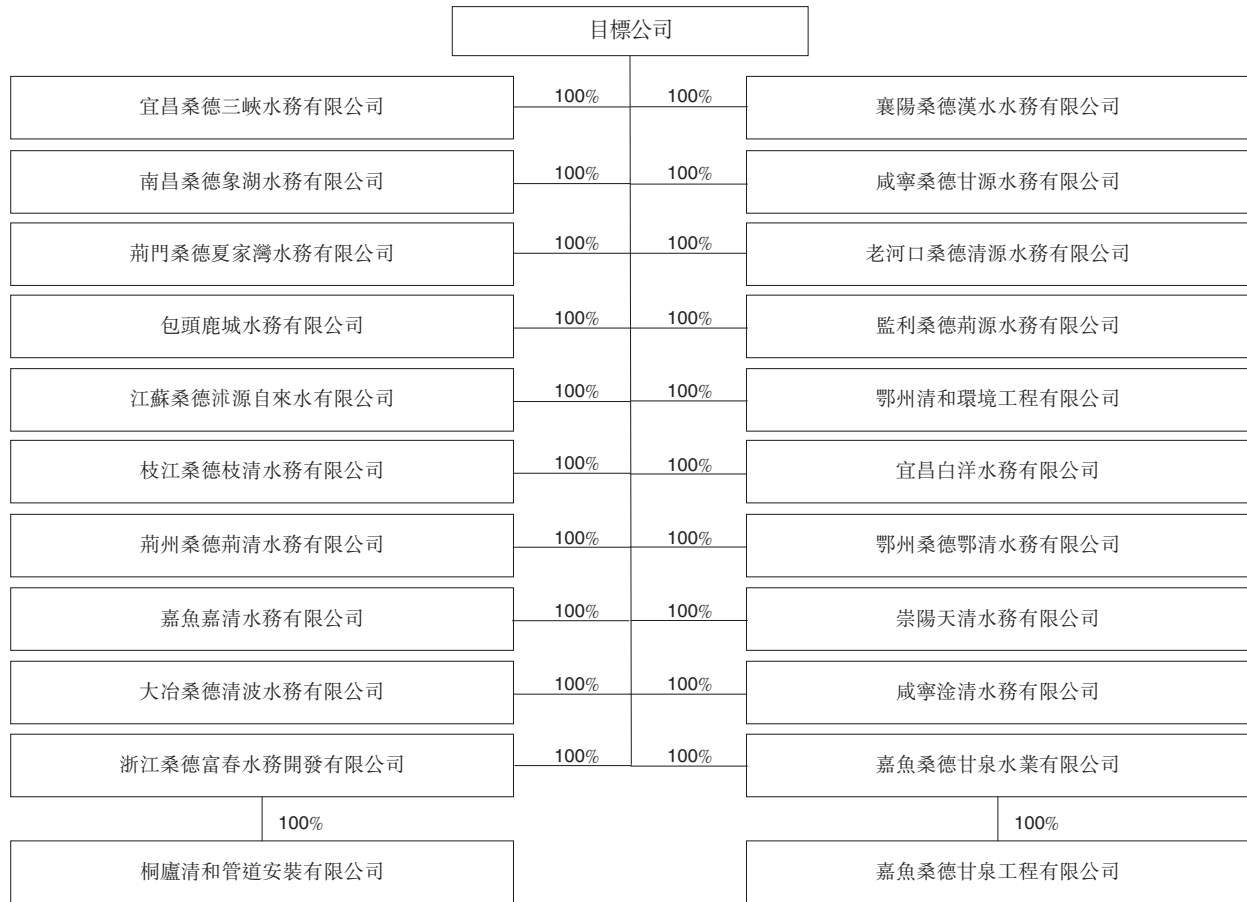 目標公司
宜昌桑德三峽水務有限公司 100% 100% 襄陽桑德漢水水務有限公司
南昌桑德象湖水務有限公司 100% 100% 咸寧桑德甘源水務有限公司
荊門桑德夏家灣水務有限公司 100% 100% 老河口桑德清源水務有限公司
包頭鹿城水務有限公司 100% 100% 監利桑德荊源水務有限公司
江蘇桑德沭源自來水有限公司 100% 100% 鄂州清和環境工程有限公司
枝江桑德枝清水務有限公司 100% 100% 宜昌白洋水務有限公司
荊州桑德荊清水務有限公司 100% 100% 鄂州桑德鄂清水務有限公司
嘉魚嘉清水務有限公司 100% 100% 崇陽天清水務有限公司
大冶桑德清波水務有限公司 100% 100% 咸寧淦清水務有限公司
浙江桑德富春水務開發有限公司 100% 100% 嘉魚桑德甘泉水業有限公司
100% 100%
桐廬清和管道安裝有限公司 嘉魚桑德甘泉工程有限公司